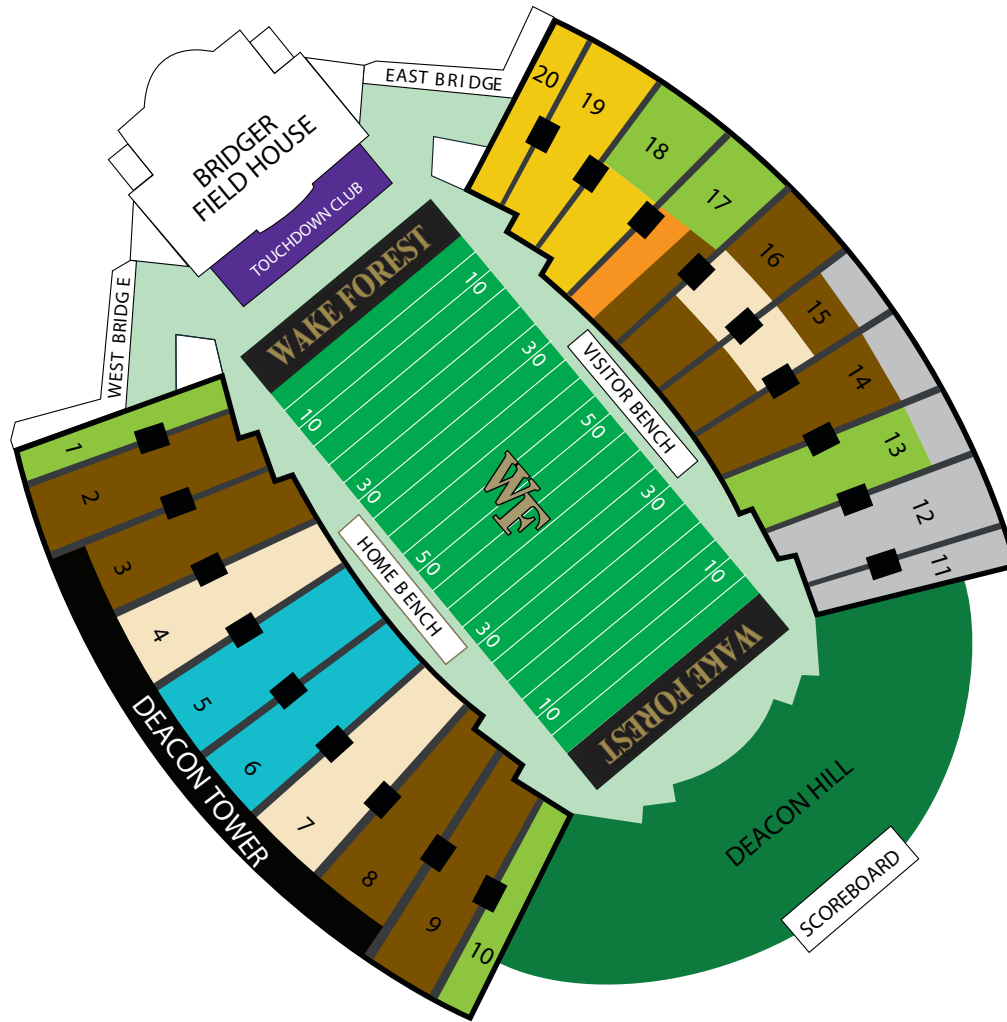 EAST BRIDGE
BRIDGER
FIELD HOUSE
TOUCHDOWN CLUB
WEST BRIDGE
20
19
18
17
16
15
14
13
12
11
WAKE FOREST
10
30
50
30
10
VISITOR BENCH
WF
10
30
50
30
10
HOME BENCH
WAKE FOREST
1
2
3
4
5
6
7
8
9
10
DEACON TOWER
DEACON HILL
SCOREBOARD